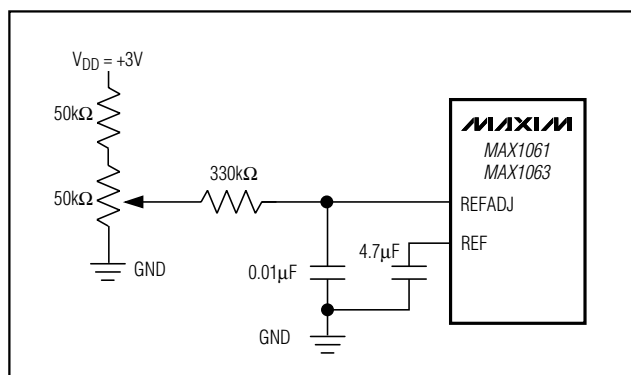 V_DD = +3V
50kΩ
50kΩ
GND
330kΩ
0.01μF
4.7μF
GND
MAXIM
MAX1061
MAX1063
REFADJ
REF